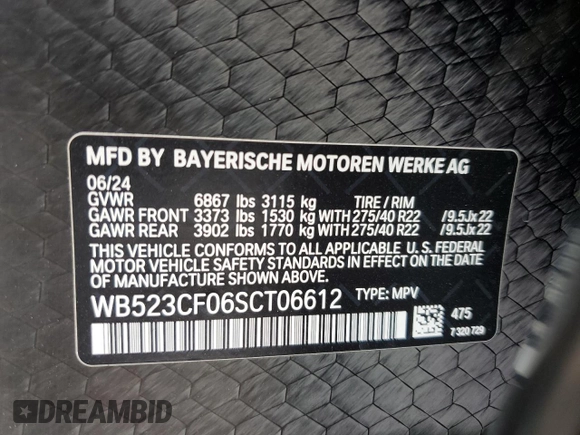 MFD BY BAYERISCHE MOTOREN WERKE AG
06/24
GVWR 6867 lbs 3115 kg TIRE / RIM
GAWR FRONT 3373 lbs 1530 kg WITH 275/40 R22 /9.5Jx22
GAWR REAR 3902 lbs 1770 kg WITH 275/40 R22 /9.5Jx22
THIS VEHICLE CONFORMS TO ALL APPLICABLE U. S. FEDERAL
MOTOR VEHICLE SAFETY STANDARDS IN EFFECT ON THE DATE
OF MANUFACTURE SHOWN ABOVE.
WB523CF06SCT06612 TYPE: MPV
475
7 320 729
DREAMBID